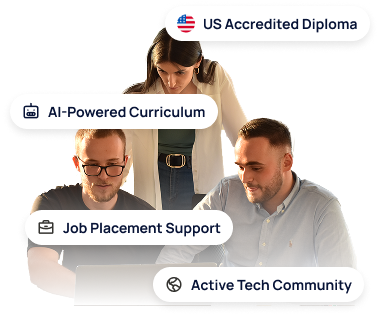 US Accredited Diploma
AI-Powered Curriculum
Job Placement Support
Active Tech Community